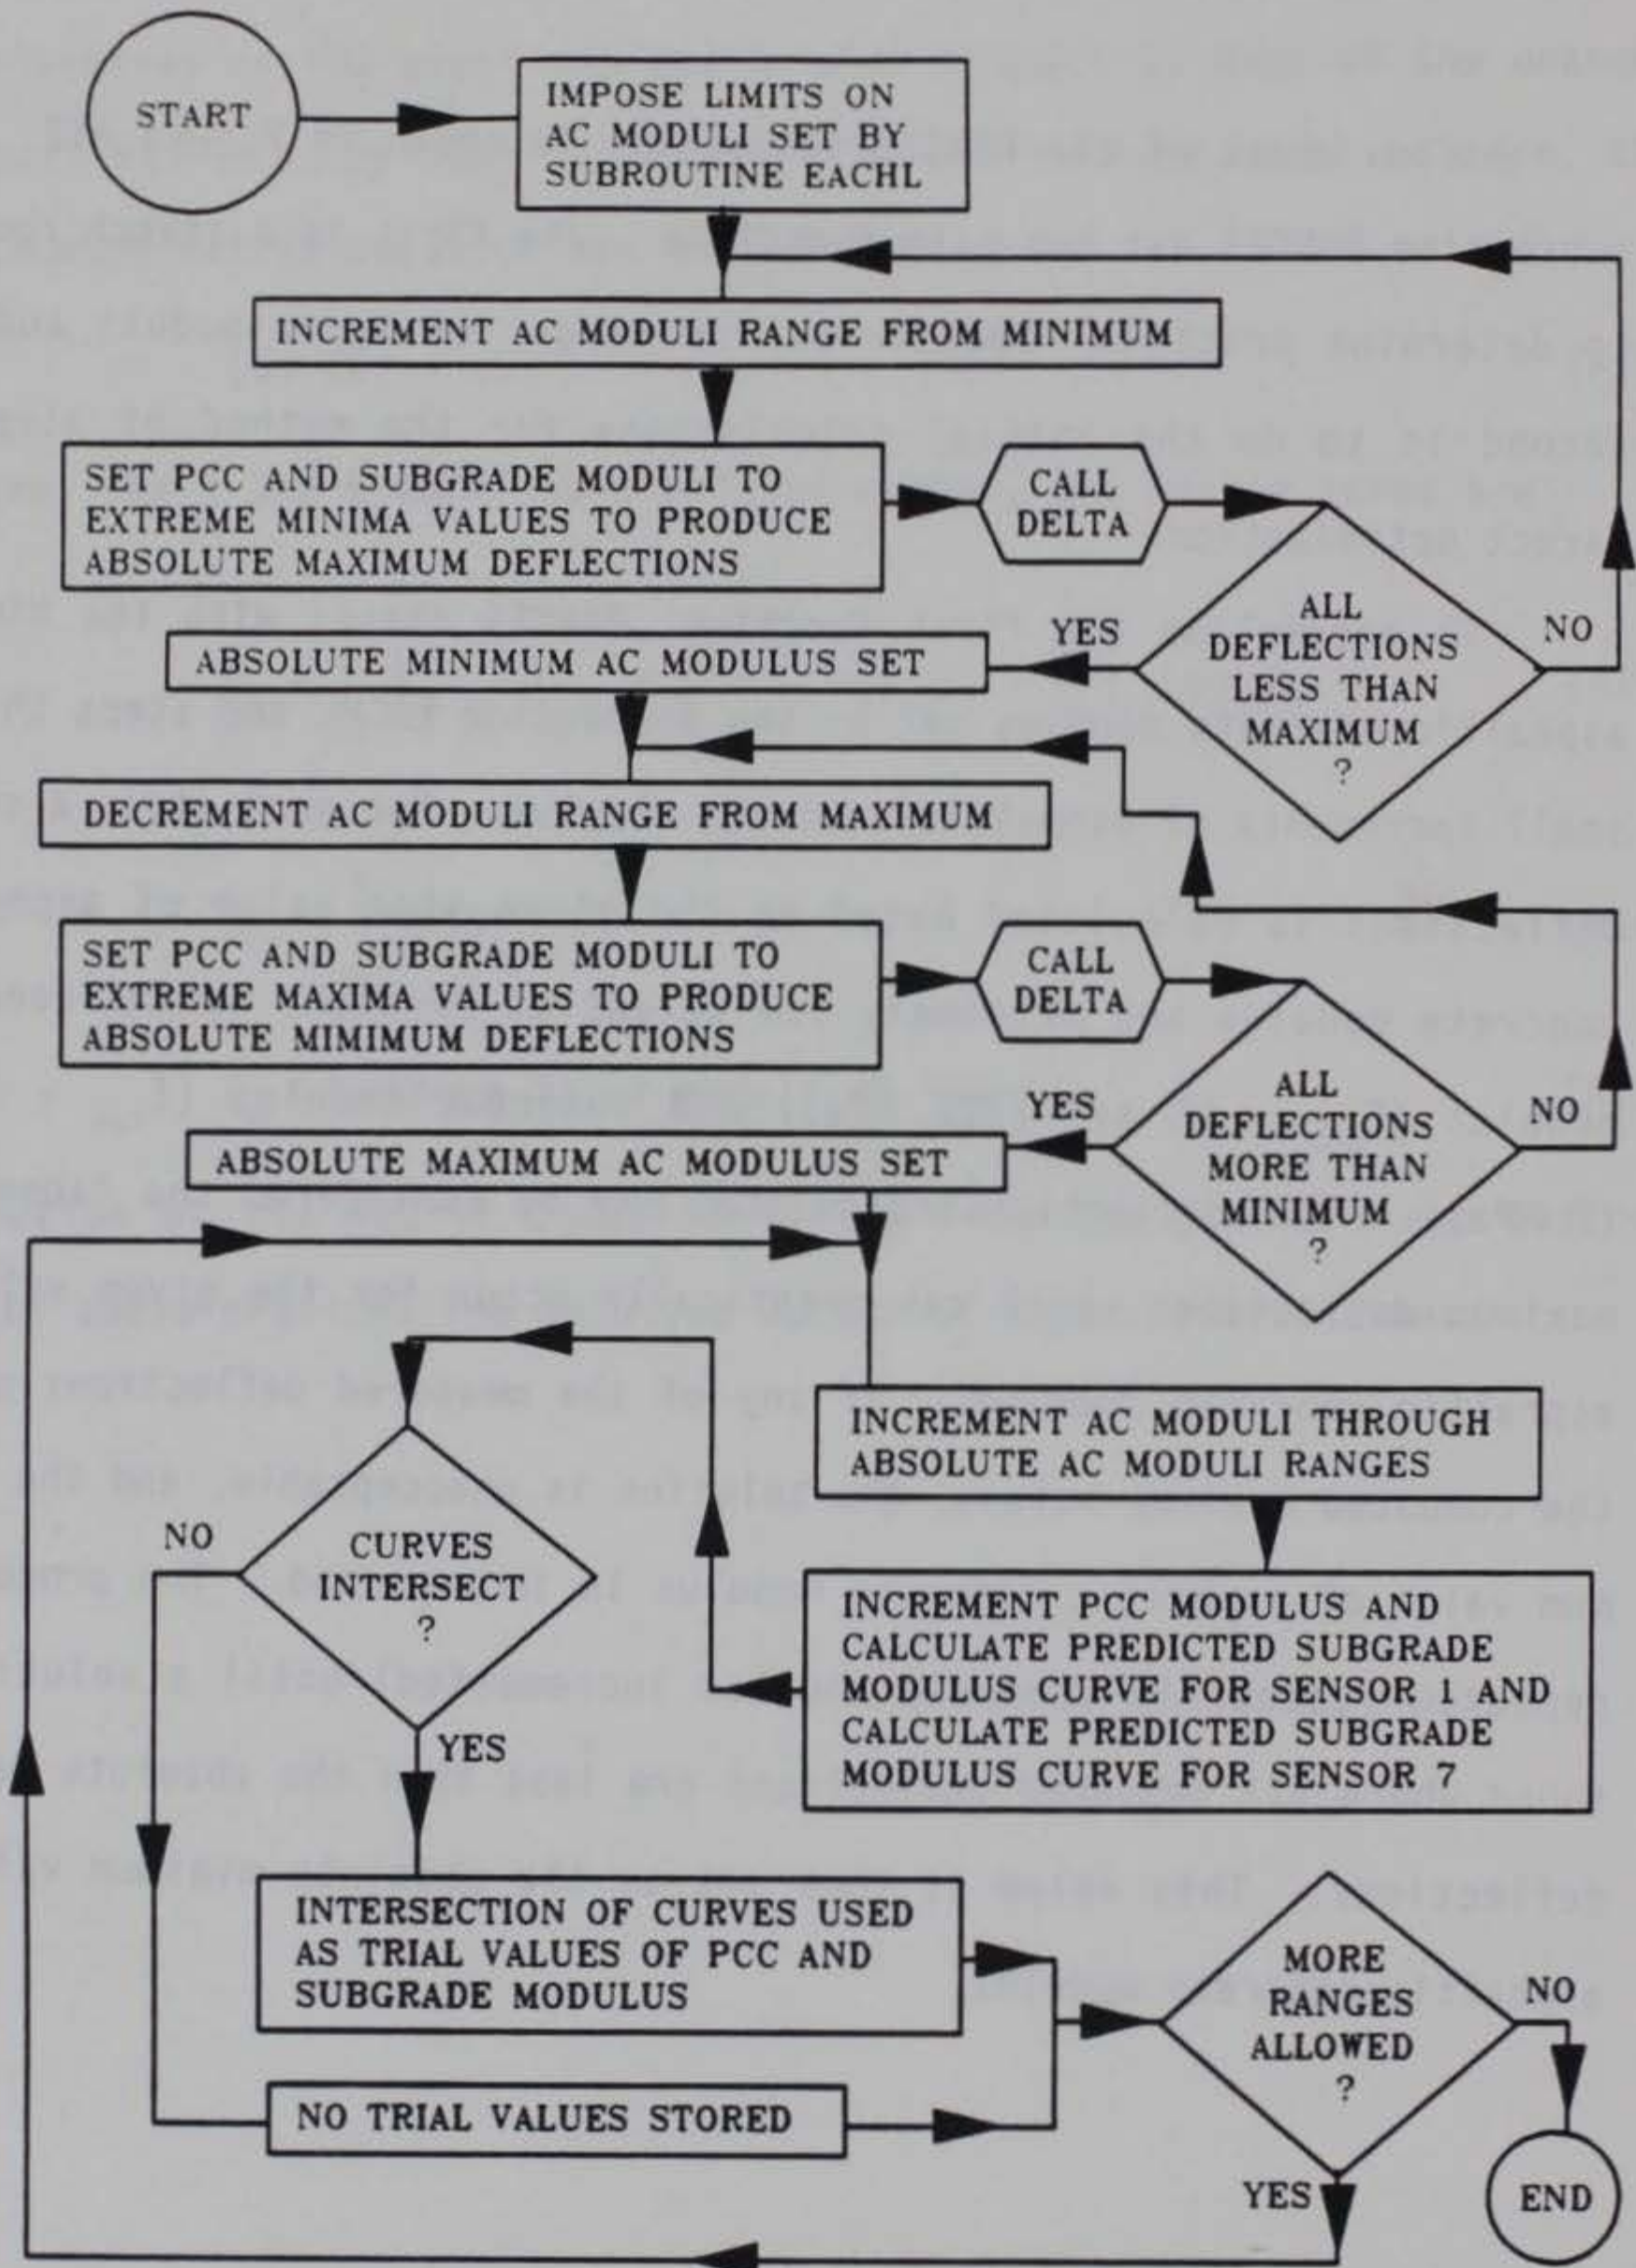 START
IMPOSE LIMITS ON
AC MODULI SET BY
SUBROUTINE EACHL
INCREMENT AC MODULI RANGE FROM MINIMUM
SET PCC AND SUBGRADE MODULI TO
EXTREME MINIMA VALUES TO PRODUCE
ABSOLUTE MAXIMUM DEFLECTIONS
CALL
DELTA
ALL
DEFLECTIONS
LESS THAN
MAXIMUM
?
YES
NO
ABSOLUTE MINIMUM AC MODULUS SET
DECREMENT AC MODULI RANGE FROM MAXIMUM
SET PCC AND SUBGRADE MODULI TO
EXTREME MAXIMA VALUES TO PRODUCE
ABSOLUTE MIMIMUM DEFLECTIONS
CALL
DELTA
ALL
DEFLECTIONS
MORE THAN
MINIMUM
?
YES
NO
ABSOLUTE MAXIMUM AC MODULUS SET
INCREMENT AC MODULI THROUGH
ABSOLUTE AC MODULI RANGES
INCREMENT PCC MODULUS AND
CALCULATE PREDICTED SUBGRADE
MODULUS CURVE FOR SENSOR 1 AND
CALCULATE PREDICTED SUBGRADE
MODULUS CURVE FOR SENSOR 7
CURVES
INTERSECT
?
NO
YES
INTERSECTION OF CURVES USED
AS TRIAL VALUES OF PCC AND
SUBGRADE MODULUS
NO TRIAL VALUES STORED
MORE
RANGES
ALLOWED
?
NO
YES
END